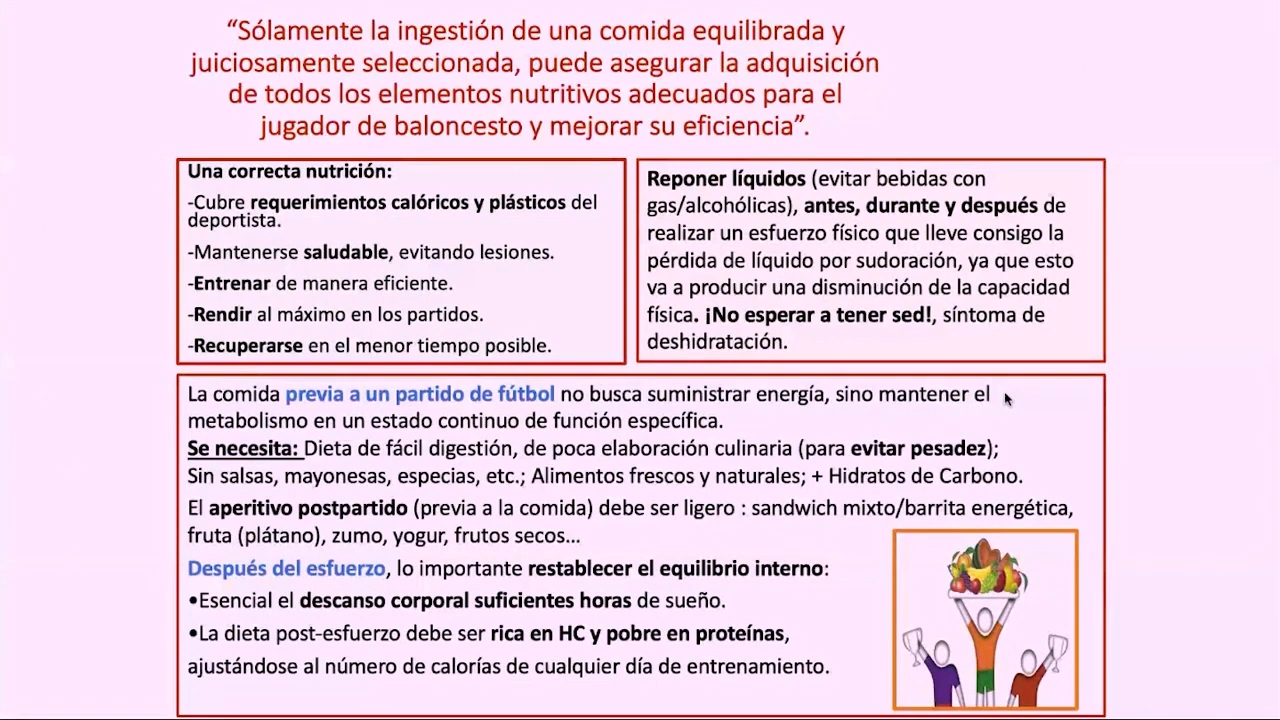 “Sólamente la ingestión de una comida equilibrada y
juiciosamente seleccionada, puede asegurar la adquisición
de todos los elementos nutritivos adecuados para el
jugador de baloncesto y mejorar su eficiencia”.
Una correcta nutrición:
-Cubre requerimientos calóricos y plásticos del
deportista.
-Mantenerse saludable, evitando lesiones.
-Entrenar de manera eficiente.
-Rendir al máximo en los partidos.
-Recuperarse en el menor tiempo posible.
Reponer líquidos (evitar bebidas con
gas/alcohólicas), antes, durante y después de
realizar un esfuerzo físico que lleve consigo la
pérdida de líquido por sudoración, ya que esto
va a producir una disminución de la capacidad
física. ¡No esperar a tener sed!, síntoma de
deshidratación.
La comida previa a un partido de fútbol no busca suministrar energía, sino mantener el
metabolismo en un estado continuo de función específica.
Se necesita: Dieta de fácil digestión, de poca elaboración culinaria (para evitar pesadez);
Sin salsas, mayonesas, especias, etc.; Alimentos frescos y naturales; + Hidratos de Carbono.
El aperitivo postpartido (previa a la comida) debe ser ligero : sandwich mixto/barrita energética,
fruta (plátano), zumo, yogur, frutos secos...
Después del esfuerzo, lo importante restablecer el equilibrio interno:
•Esencial el descanso corporal suficientes horas de sueño.
•La dieta post-esfuerzo debe ser rica en HC y pobre en proteínas,
ajustándose al número de calorías de cualquier día de entrenamiento.